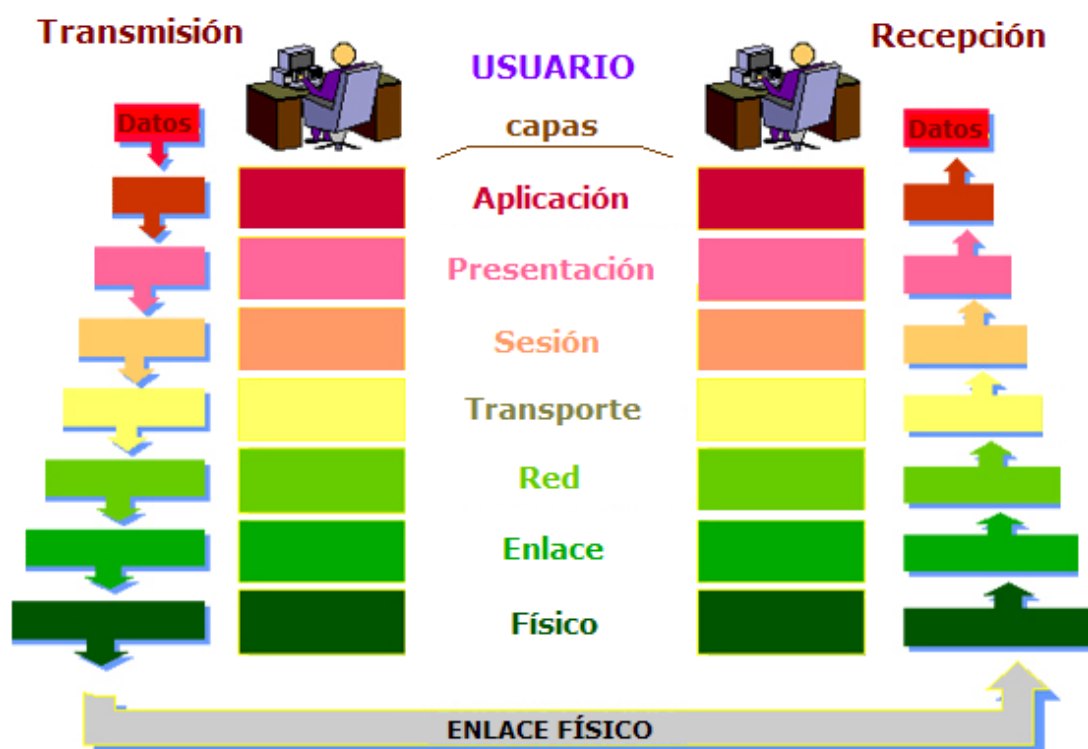 Transmisión
USUARIO
Recepción
Datos
capas
Datos
Aplicación
Presentación
Sesión
Transporte
Red
Enlace
Físico
ENLACE FÍSICO